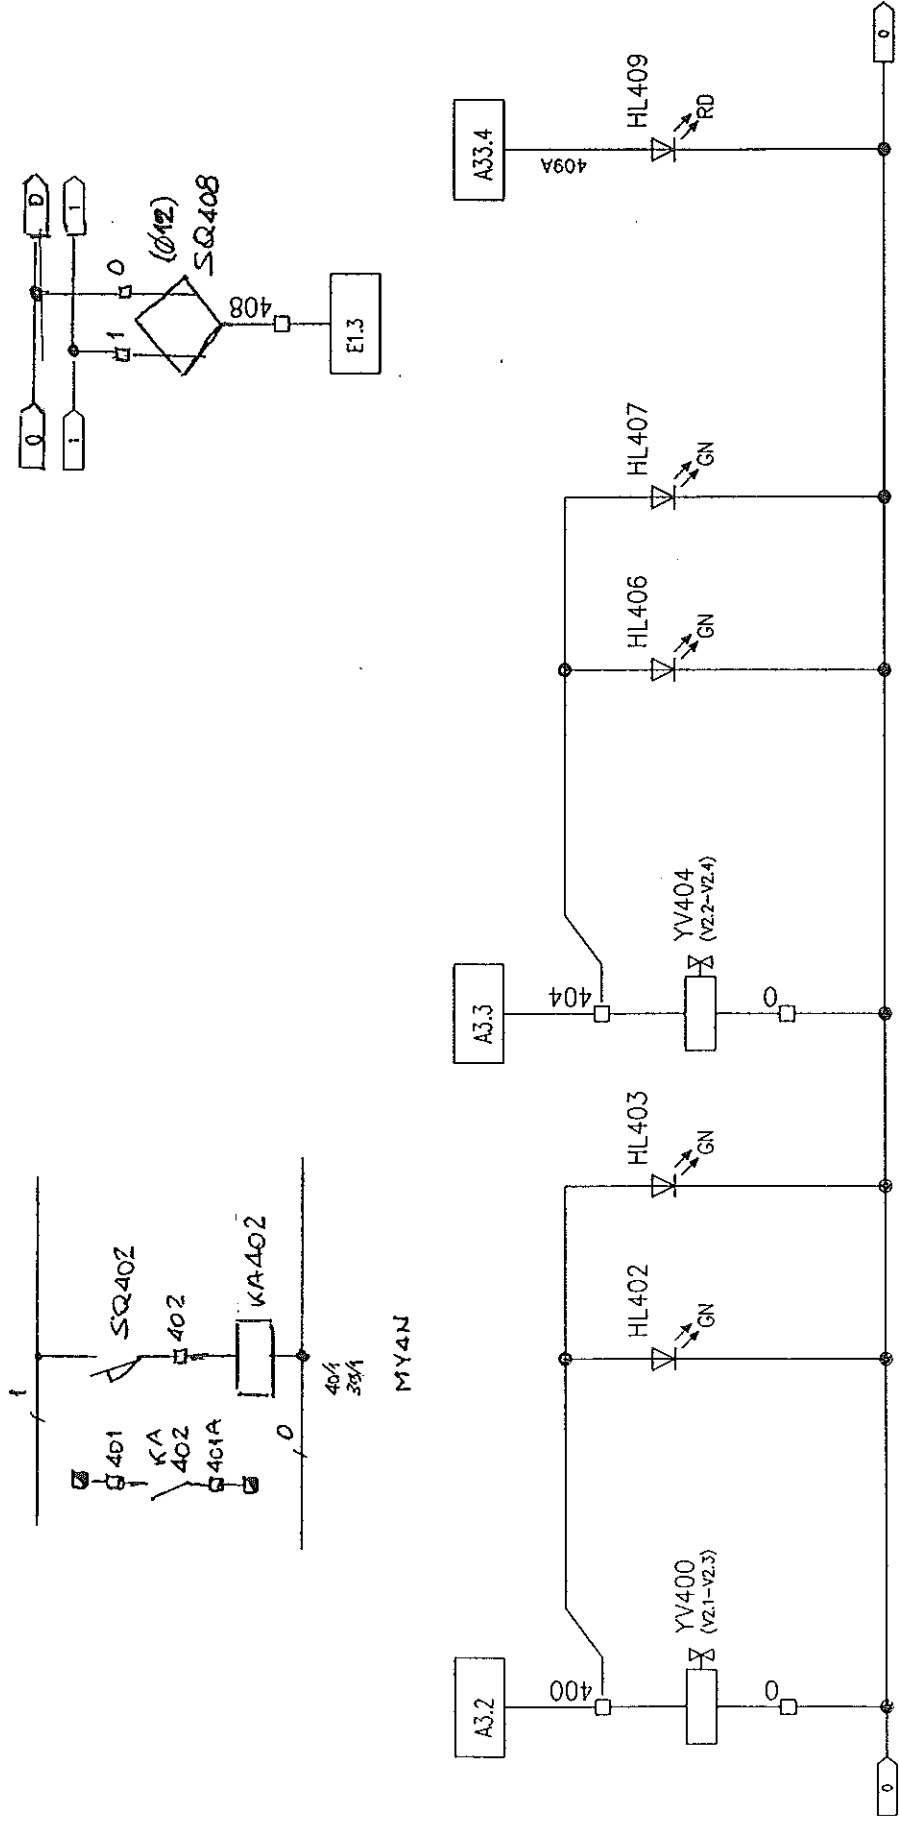 1
SQ402
402
KA402
401
KA
402
401A
0
MY4N
0
1
D
1
1
0
(Ø12)
SQ408
408
E1.3
A3.2
400
YV400
(V2.1-V2.3)
0
HL402
GN
HL403
GN
A3.3
404
YV404
(V2.2-V2.4)
0
HL406
GN
HL407
GN
A33.4
409A
HL409
RD
0
0